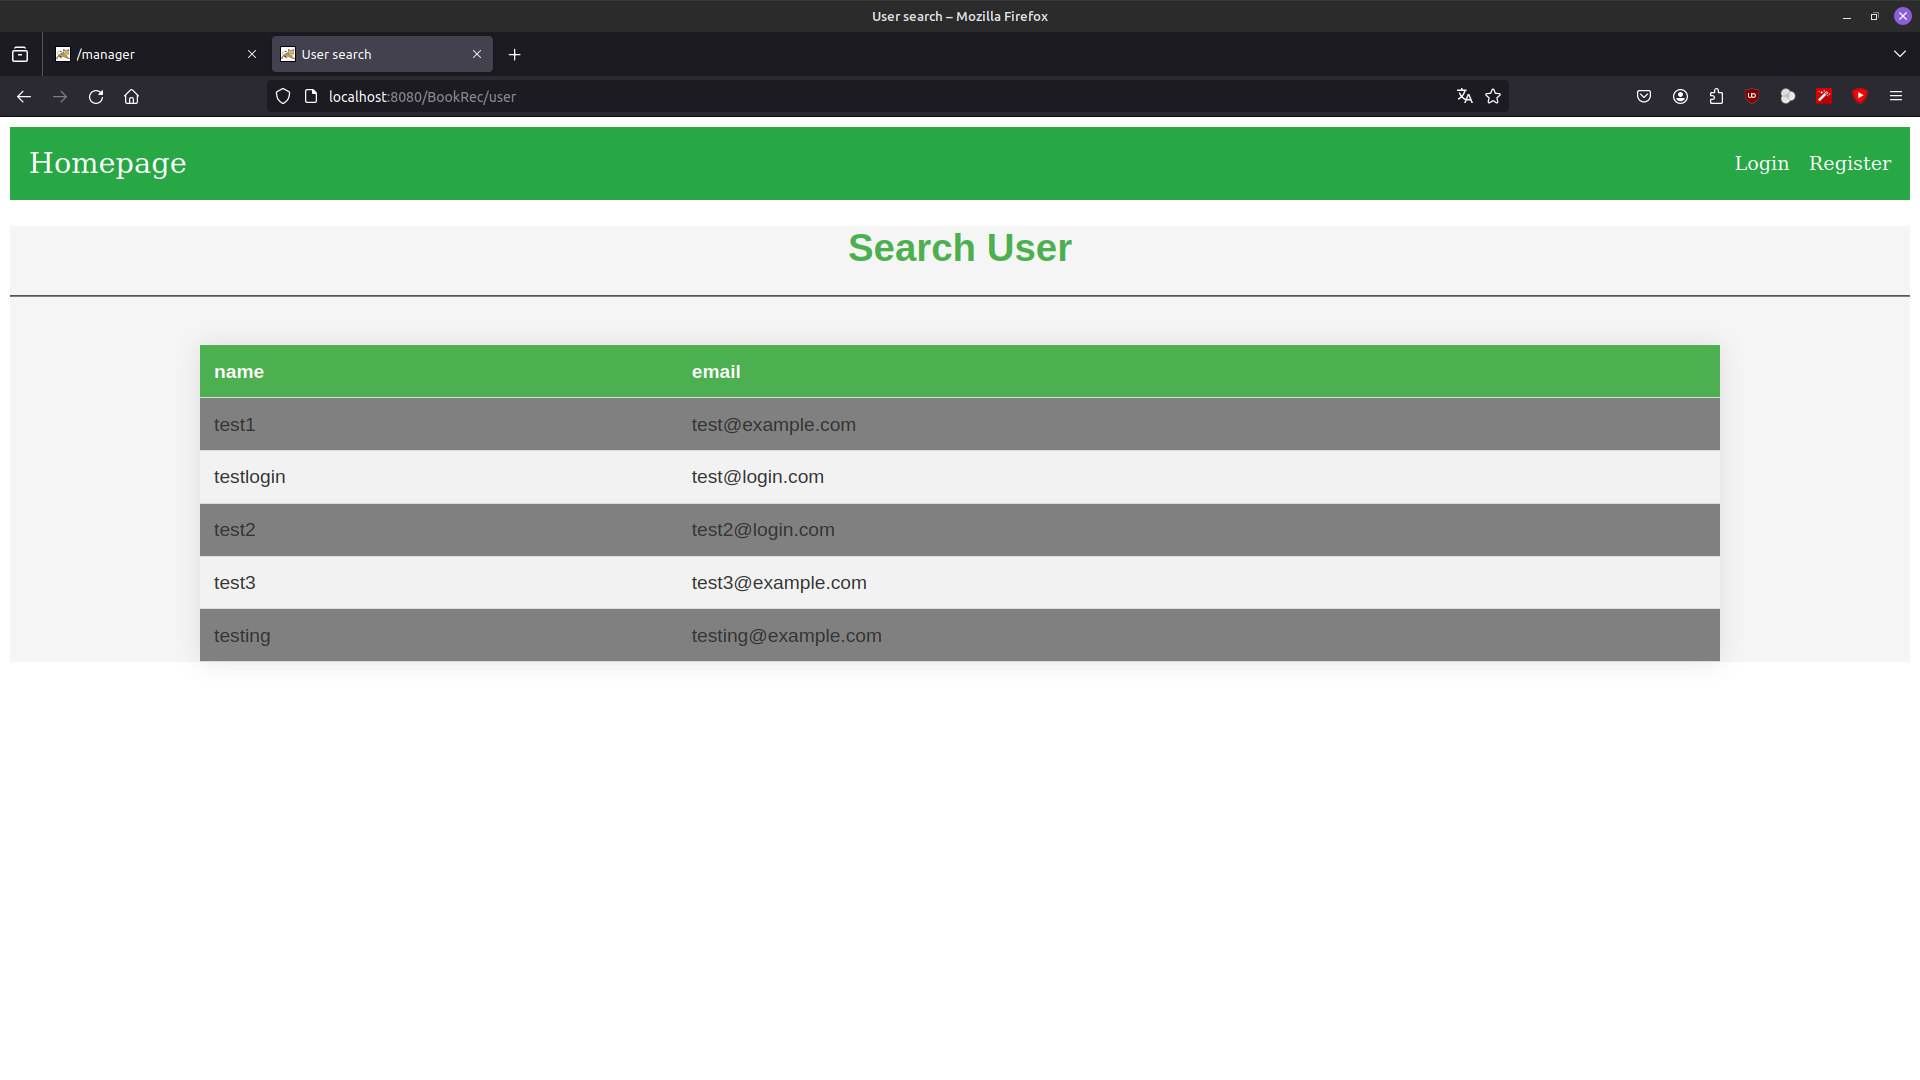 User search – Mozilla Firefox
/manager
User search
localhost:8080/BookRec/user
Homepage
Login Register
Search User
name email
test1 test@example.com
testlogin test@login.com
test2 test2@login.com
test3 test3@example.com
testing testing@example.com